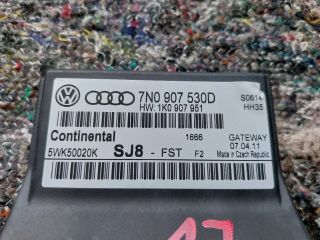 7N0 907 530D
HW: 1K0 907 951
S0614
HH35
Continental
1666
GATEWAY
5WK50020K
SJ8 - FST F2
07.04.11
Made in Czech Republic
17